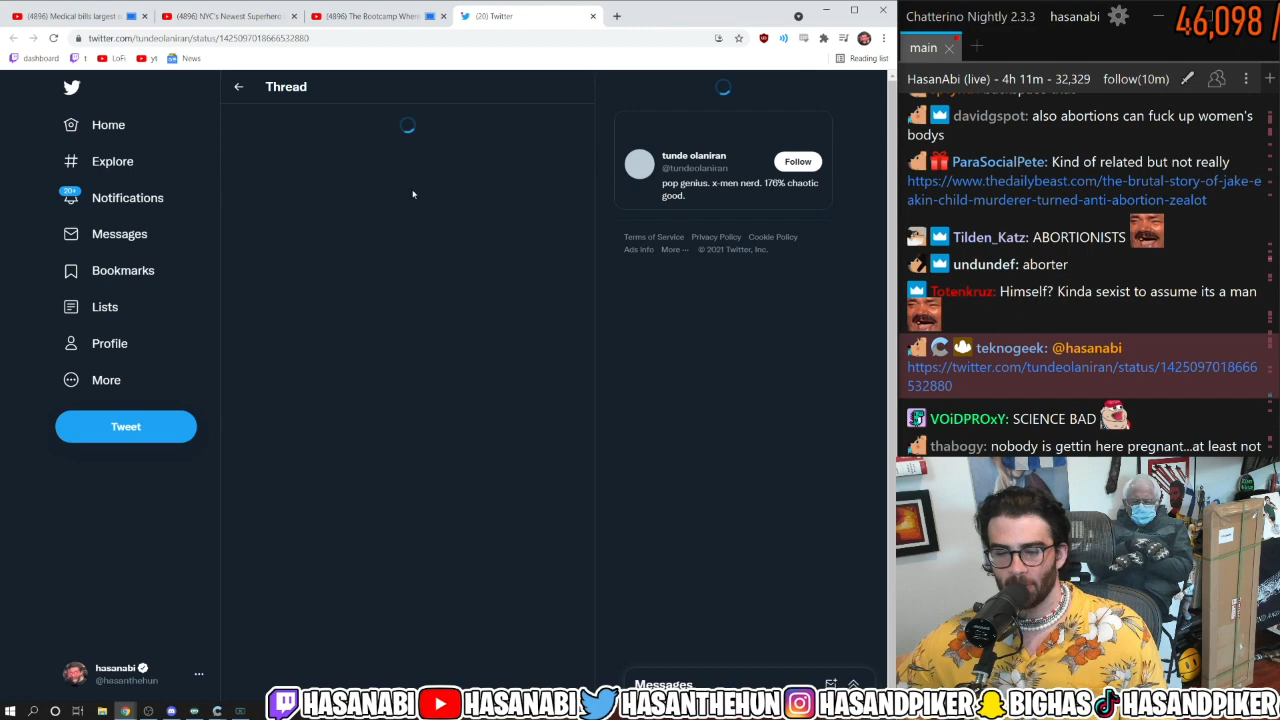 (4896) Medical bills largest s
(4896) NYC's Newest Superhero
(4896) The Bootcamp Where
(20) Twitter
twitter.com/tundeolaniran/status/1425097018666532880
dashboard
t
LoFi
yt
News
Reading list
Thread
Home
Explore
20+
Notifications
Messages
Bookmarks
Lists
Profile
More
Tweet
hasanabi
@hasanthehun
tunde olaniran
@tundeolaniran
Follow
pop genius. x-men nerd. 176% chaotic
good.
Terms of Service Privacy Policy Cookie Policy
Ads info More ··· © 2021 Twitter, Inc.
Messages
Chatterino Nightly 2.3.3 hasanabi
46,098 /
main
HasanAbi (live) - 4h 11m - 32,329 follow(10m)
davidgspot: also abortions can fuck up women's
bodys
ParaSocialPete: Kind of related but not really
https://www.thedailybeast.com/the-brutal-story-of-jake-e
akin-child-murderer-turned-anti-abortion-zealot
Tilden_Katz: ABORTIONISTS
undundef: aborter
Totenkruz: Himself? Kinda sexist to assume its a man
teknogeek: @hasanabi
https://twitter.com/tundeolaniran/status/1425097018666
532880
VOiDPROxY: SCIENCE BAD
thabogy: nobody is gettin here pregnant...at least not
HASANABI HASANABI HASANTHEHUN HASANDPIKER BIGHAS HASANDPIKER